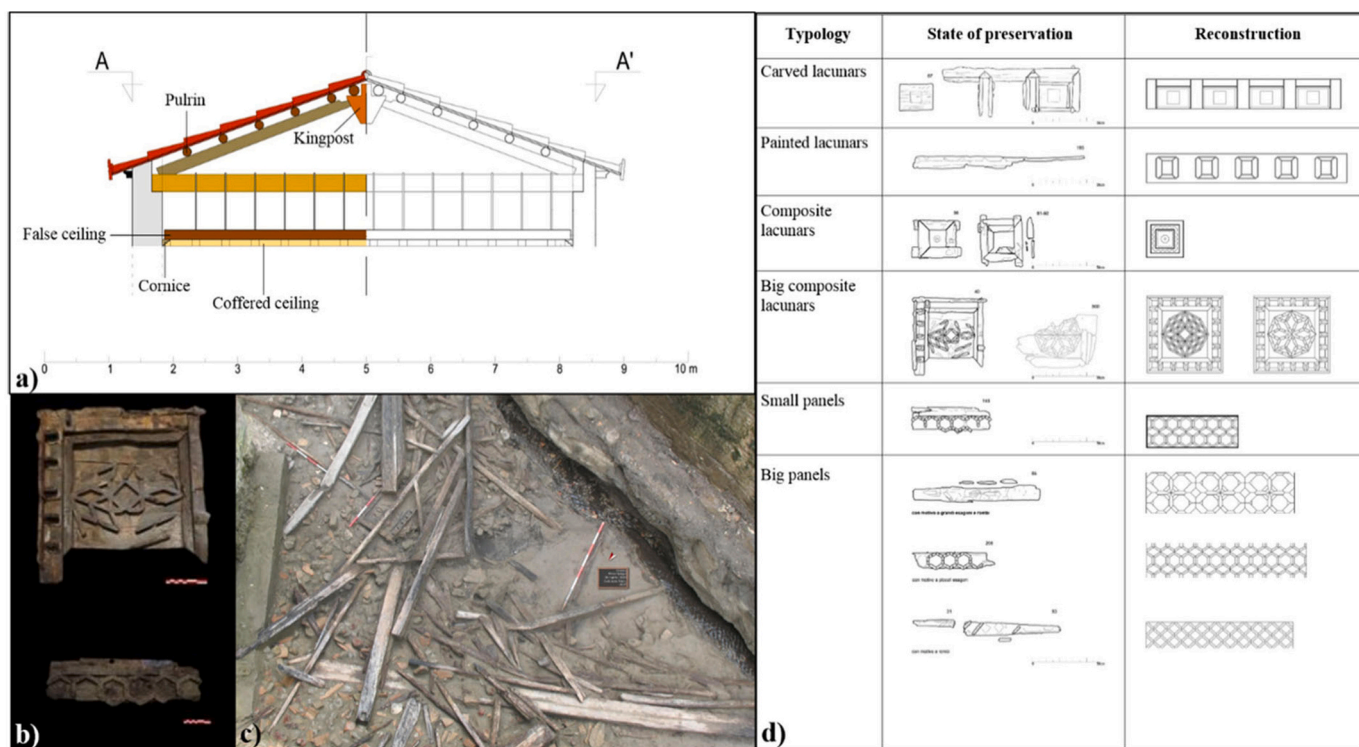 A
A'
Pulrin
Kingpost
False ceiling
Cornice
Coffered ceiling
0 1 2 3 4 5 6 7 8 9 10 m
a)
b)
c)
d)
Typology
State of preservation
Reconstruction
Carved lacunars
Painted lacunars
Composite
lacunars
Big composite
lacunars
Small panels
Big panels
con motivo a grandi esagoni e rombi
con motivo a piccoli esagoni
con motivo a rombi